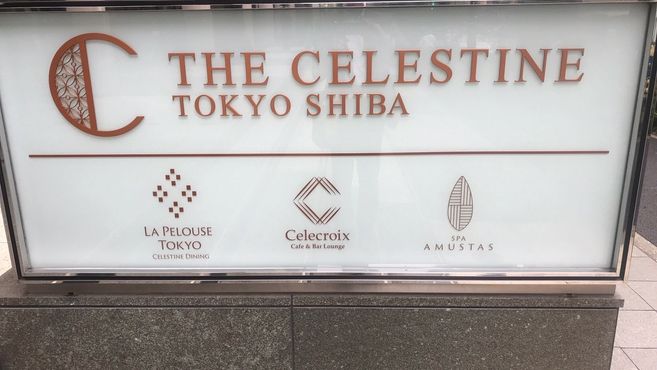 THE CELESTINE
TOKYO SHIBA
LA PELOUSE
TOKYO
CELESTINE DINING
Celecroix
Cafe & Bar Lounge
SPA
AMUSTAS